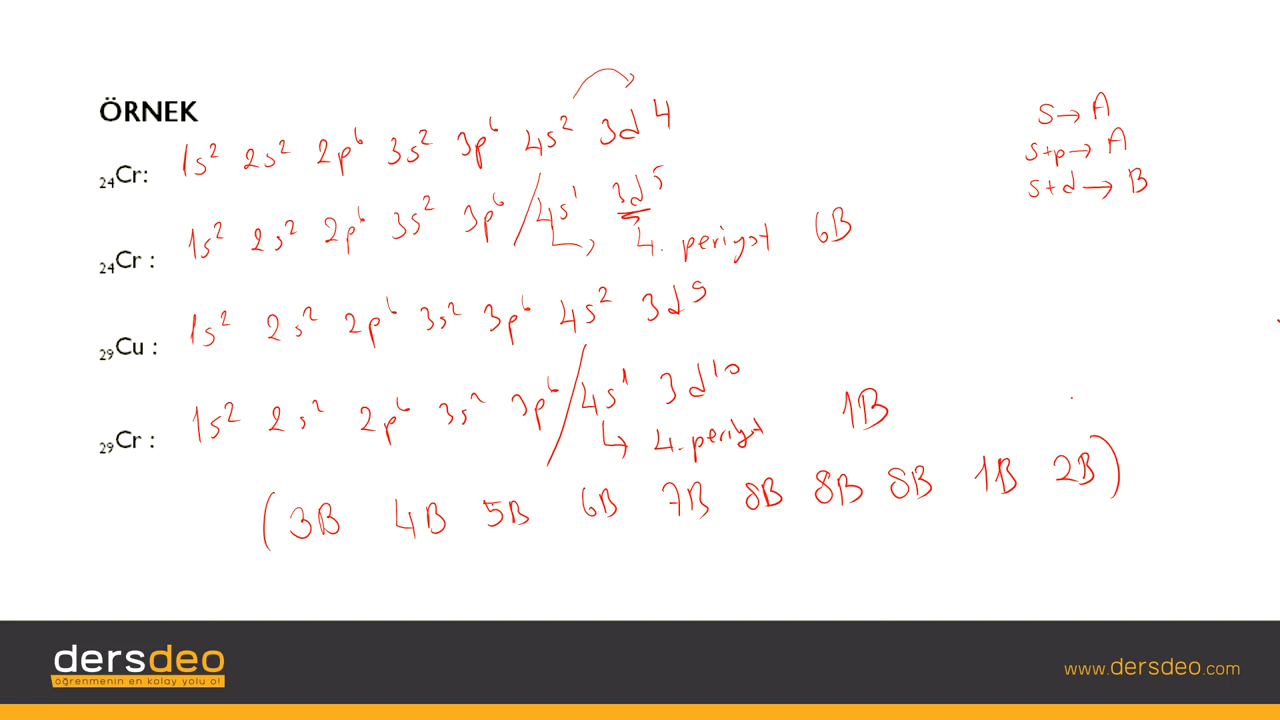 ÖRNEK
₂₄Cr: 1s² 2s² 2p⁶ 3s² 3p⁶ 4s² 3d⁴
s → A
s+p → A
s+d → B
₂₄Cr : 1s² 2s² 2p⁶ 3s² 3p⁶ / 4s¹ 3d⁵
4. periyot 6B
₂₉Cu : 1s² 2s² 2p⁶ 3s² 3p⁶ 4s² 3d⁹
₂₉Cr : 1s² 2s² 2p⁶ 3s² 3p⁶ / 4s¹ 3d¹⁰
4. periyot 1B
(3B 4B 5B 6B 7B 8B 8B 8B 1B 2B)
dersdeo
öğrenmenin en kolay yolu o!
www.dersdeo.com